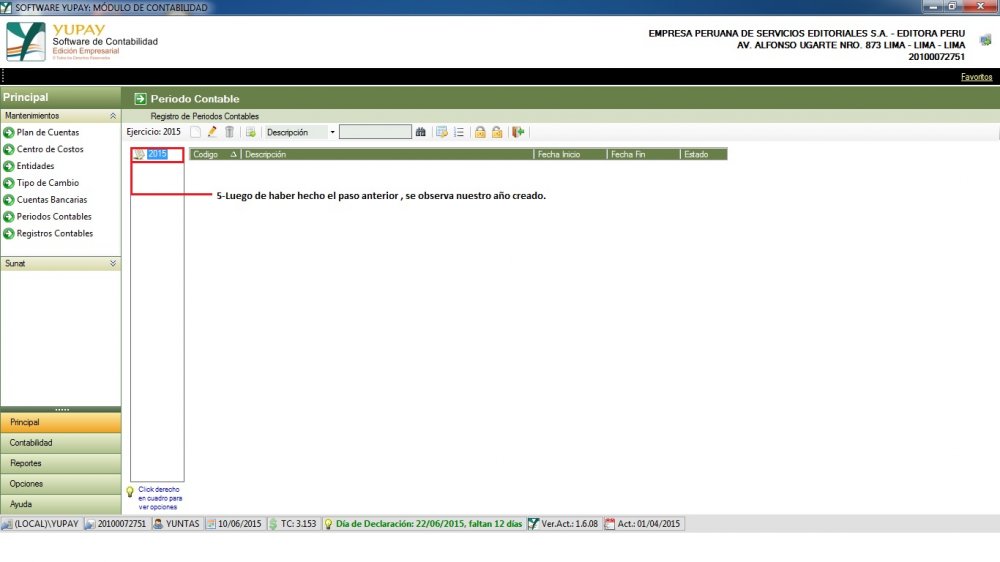 SOFTWARE YUPAY: MÓDULO DE CONTABILIDAD
YUPAY
Software de Contabilidad
Edición Empresarial
EMPRESA PERUANA DE SERVICIOS EDITORIALES S.A. - EDITORA PERU
AV. ALFONSO UGARTE NRO. 873 LIMA - LIMA - LIMA
20100072751
Favoritos
Principal
Periodo Contable
Mantenimientos
Registro de Periodos Contables
Plan de Cuentas
Centro de Costos
Entidades
Tipo de Cambio
Cuentas Bancarias
Periodos Contables
Registros Contables
Sunat
Ejercicio: 2015
Descripción
2015
Codigo
Descripción
Fecha Inicio
Fecha Fin
Estado
5-Luego de haber hecho el paso anterior , se observa nuestro año creado.
Principal
Contabilidad
Reportes
Opciones
Ayuda
Click derecho
en cuadro para
ver opciones
(LOCAL)\YUPAY
20100072751
YUNTAS
10/06/2015
TC: 3.153
Día de Declaración: 22/06/2015, faltan 12 días
Ver.Act.: 1.6.08
Act.: 01/04/2015